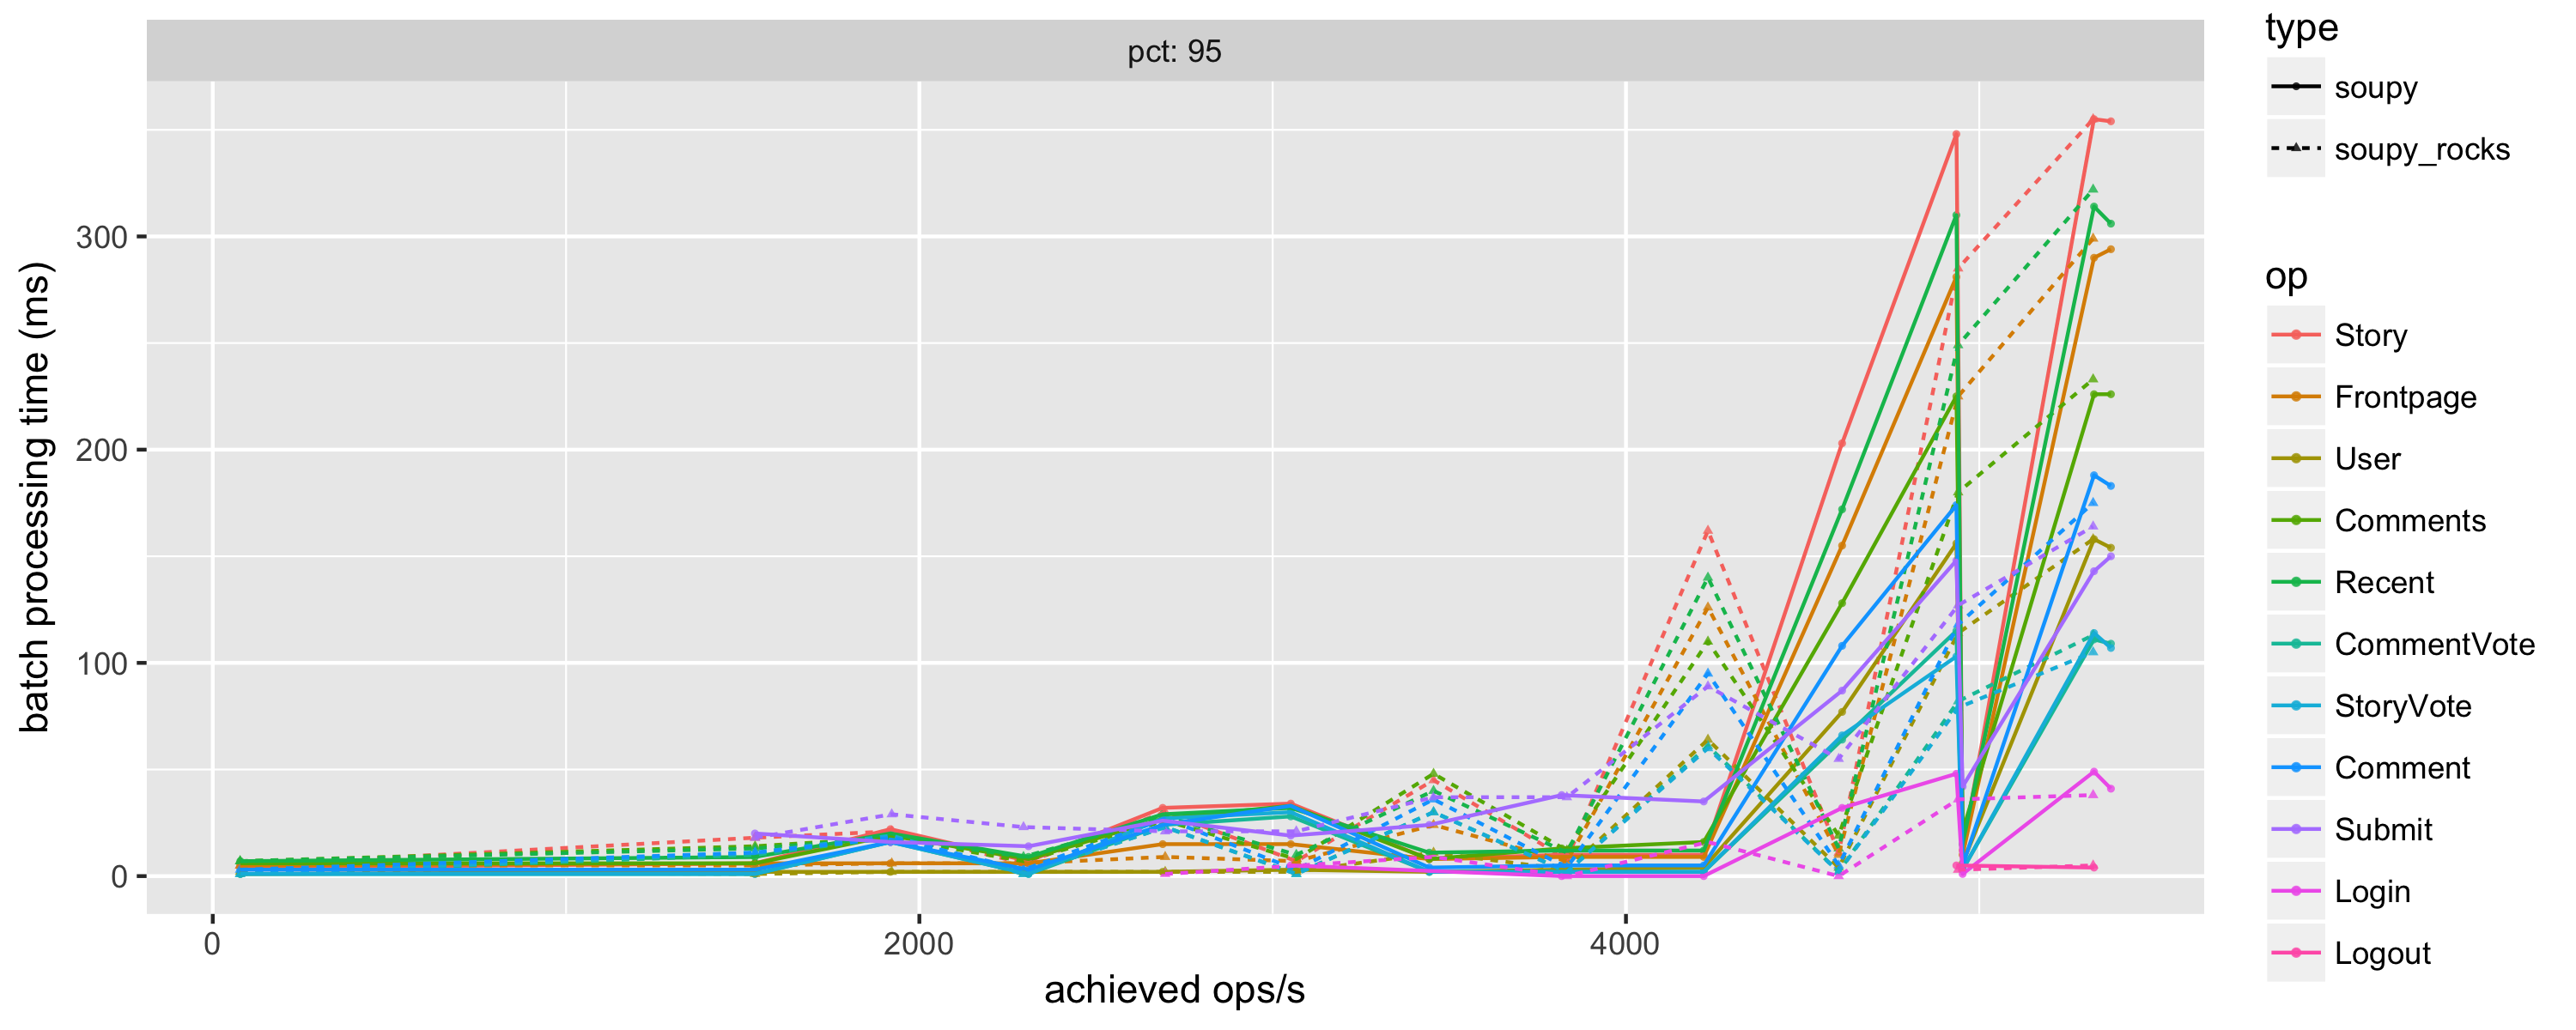 pct: 95
300
200
100
0
batch processing time (ms)
0
2000
4000
achieved ops/s
type
soupy
soupy_rocks
op
Story
Frontpage
User
Comments
Recent
CommentVote
StoryVote
Comment
Submit
Login
Logout